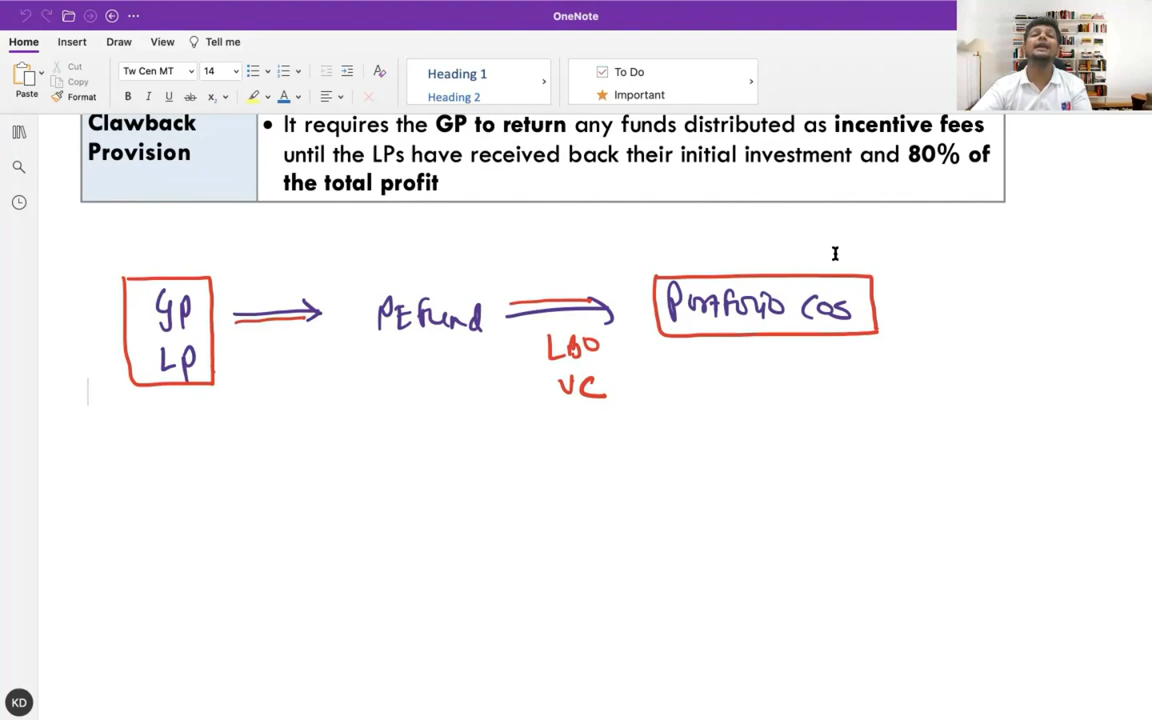 OneNote
Home Insert Draw View Tell me
Paste
Cut
Copy
Format
Tw Cen MT 14
B I U ab x₂ A
Heading 1
Heading 2
To Do
Important
Clawback Provision
• It requires the GP to return any funds distributed as incentive fees
until the LPs have received back their initial investment and 80% of
the total profit
GP
LP
PE Fund
LBO
VC
Portfolio Cos
KD